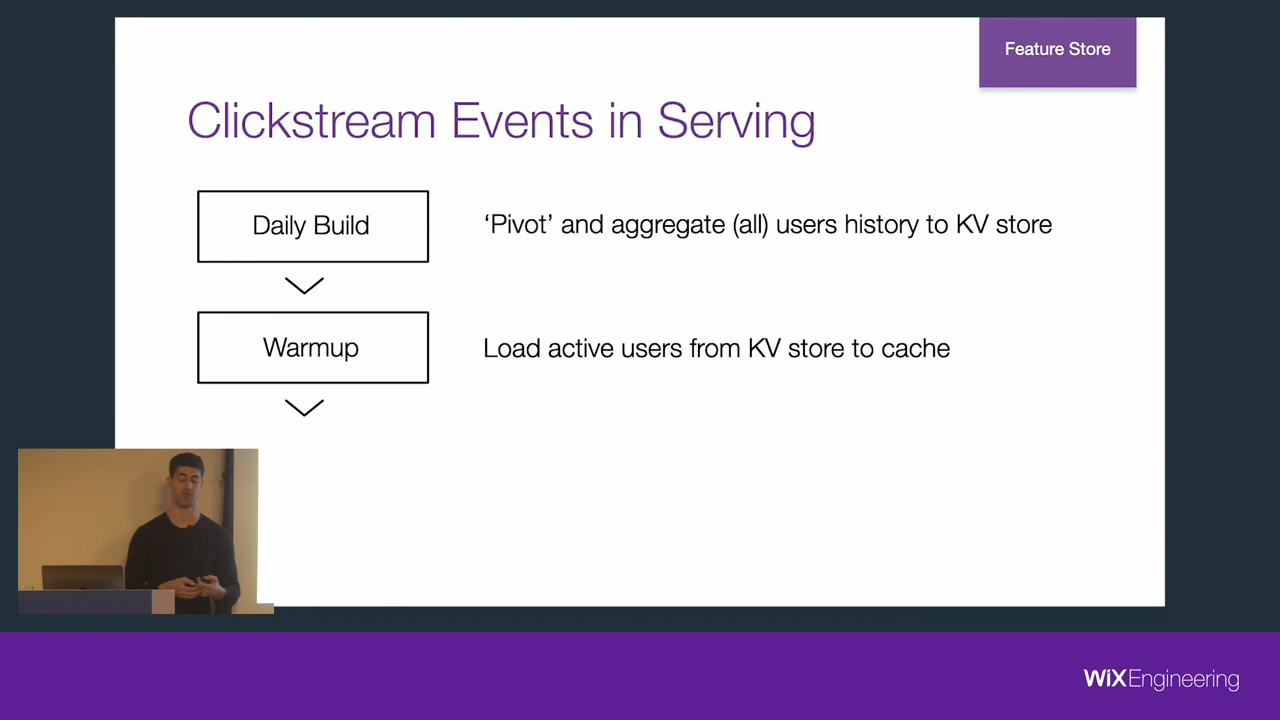 Feature Store
Clickstream Events in Serving
Daily Build
‘Pivot’ and aggregate (all) users history to KV store
Warmup
Load active users from KV store to cache
WiXEngineering